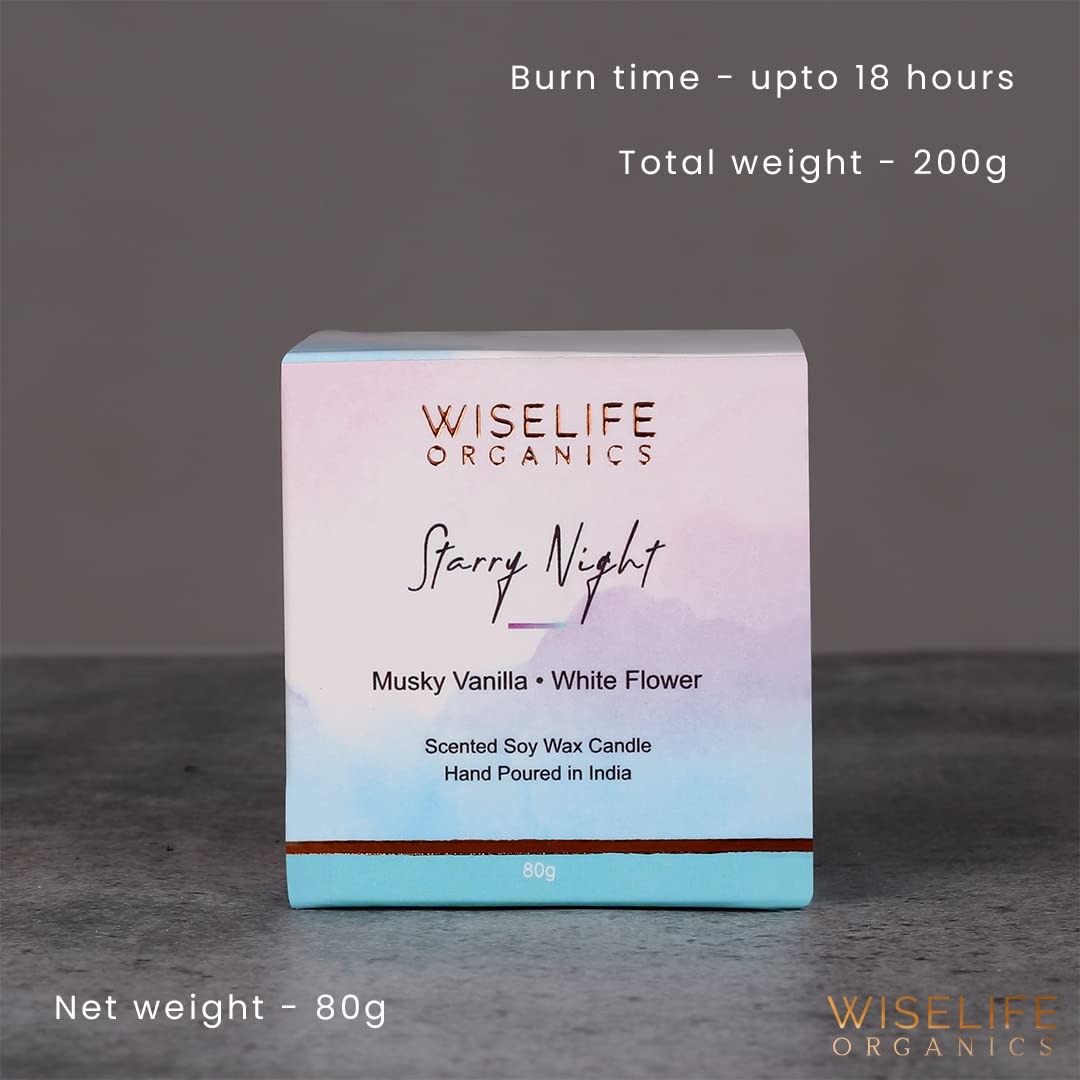 Burn time - upto 18 hours
Total weight - 200g
WISELIFE
ORGANICS
Starry Night
Musky Vanilla • White Flower
Scented Soy Wax Candle
Hand Poured in India
80g
Net weight - 80g
WISELIFE
ORGANICS